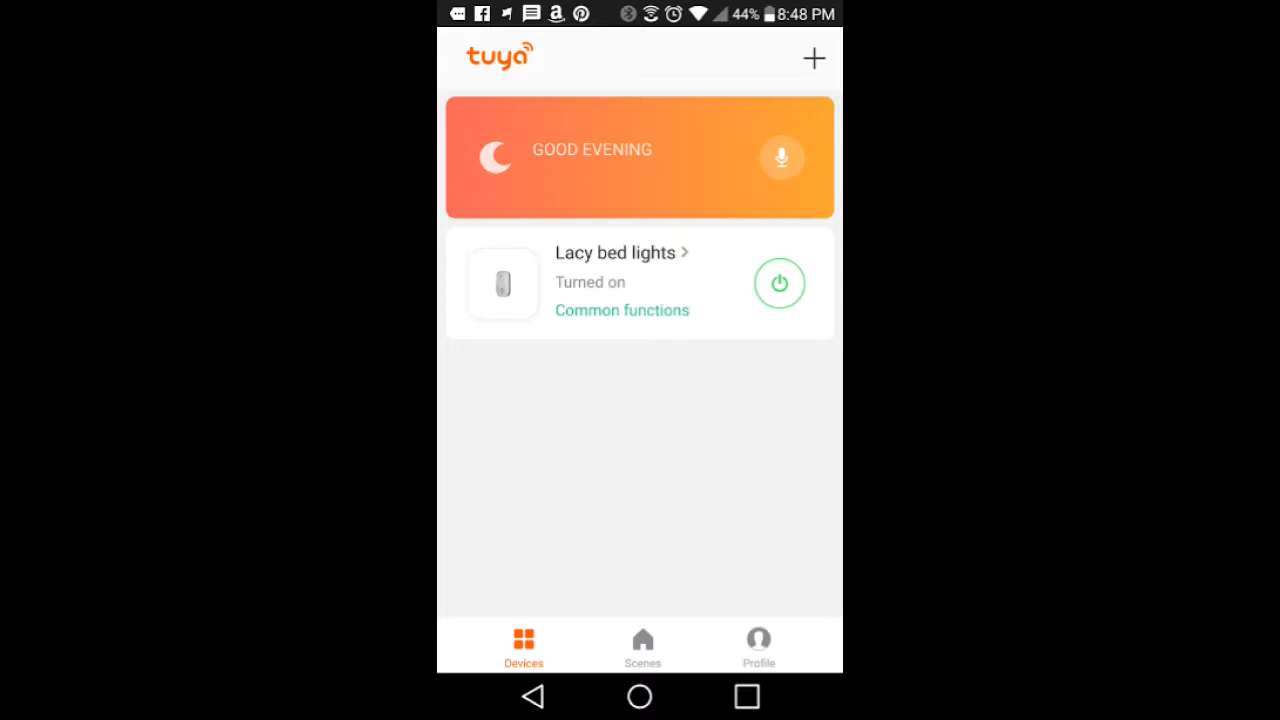 44% 8:48 PM
tuya
GOOD EVENING
Lacy bed lights >
Turned on
Common functions
Devices Scenes Profile